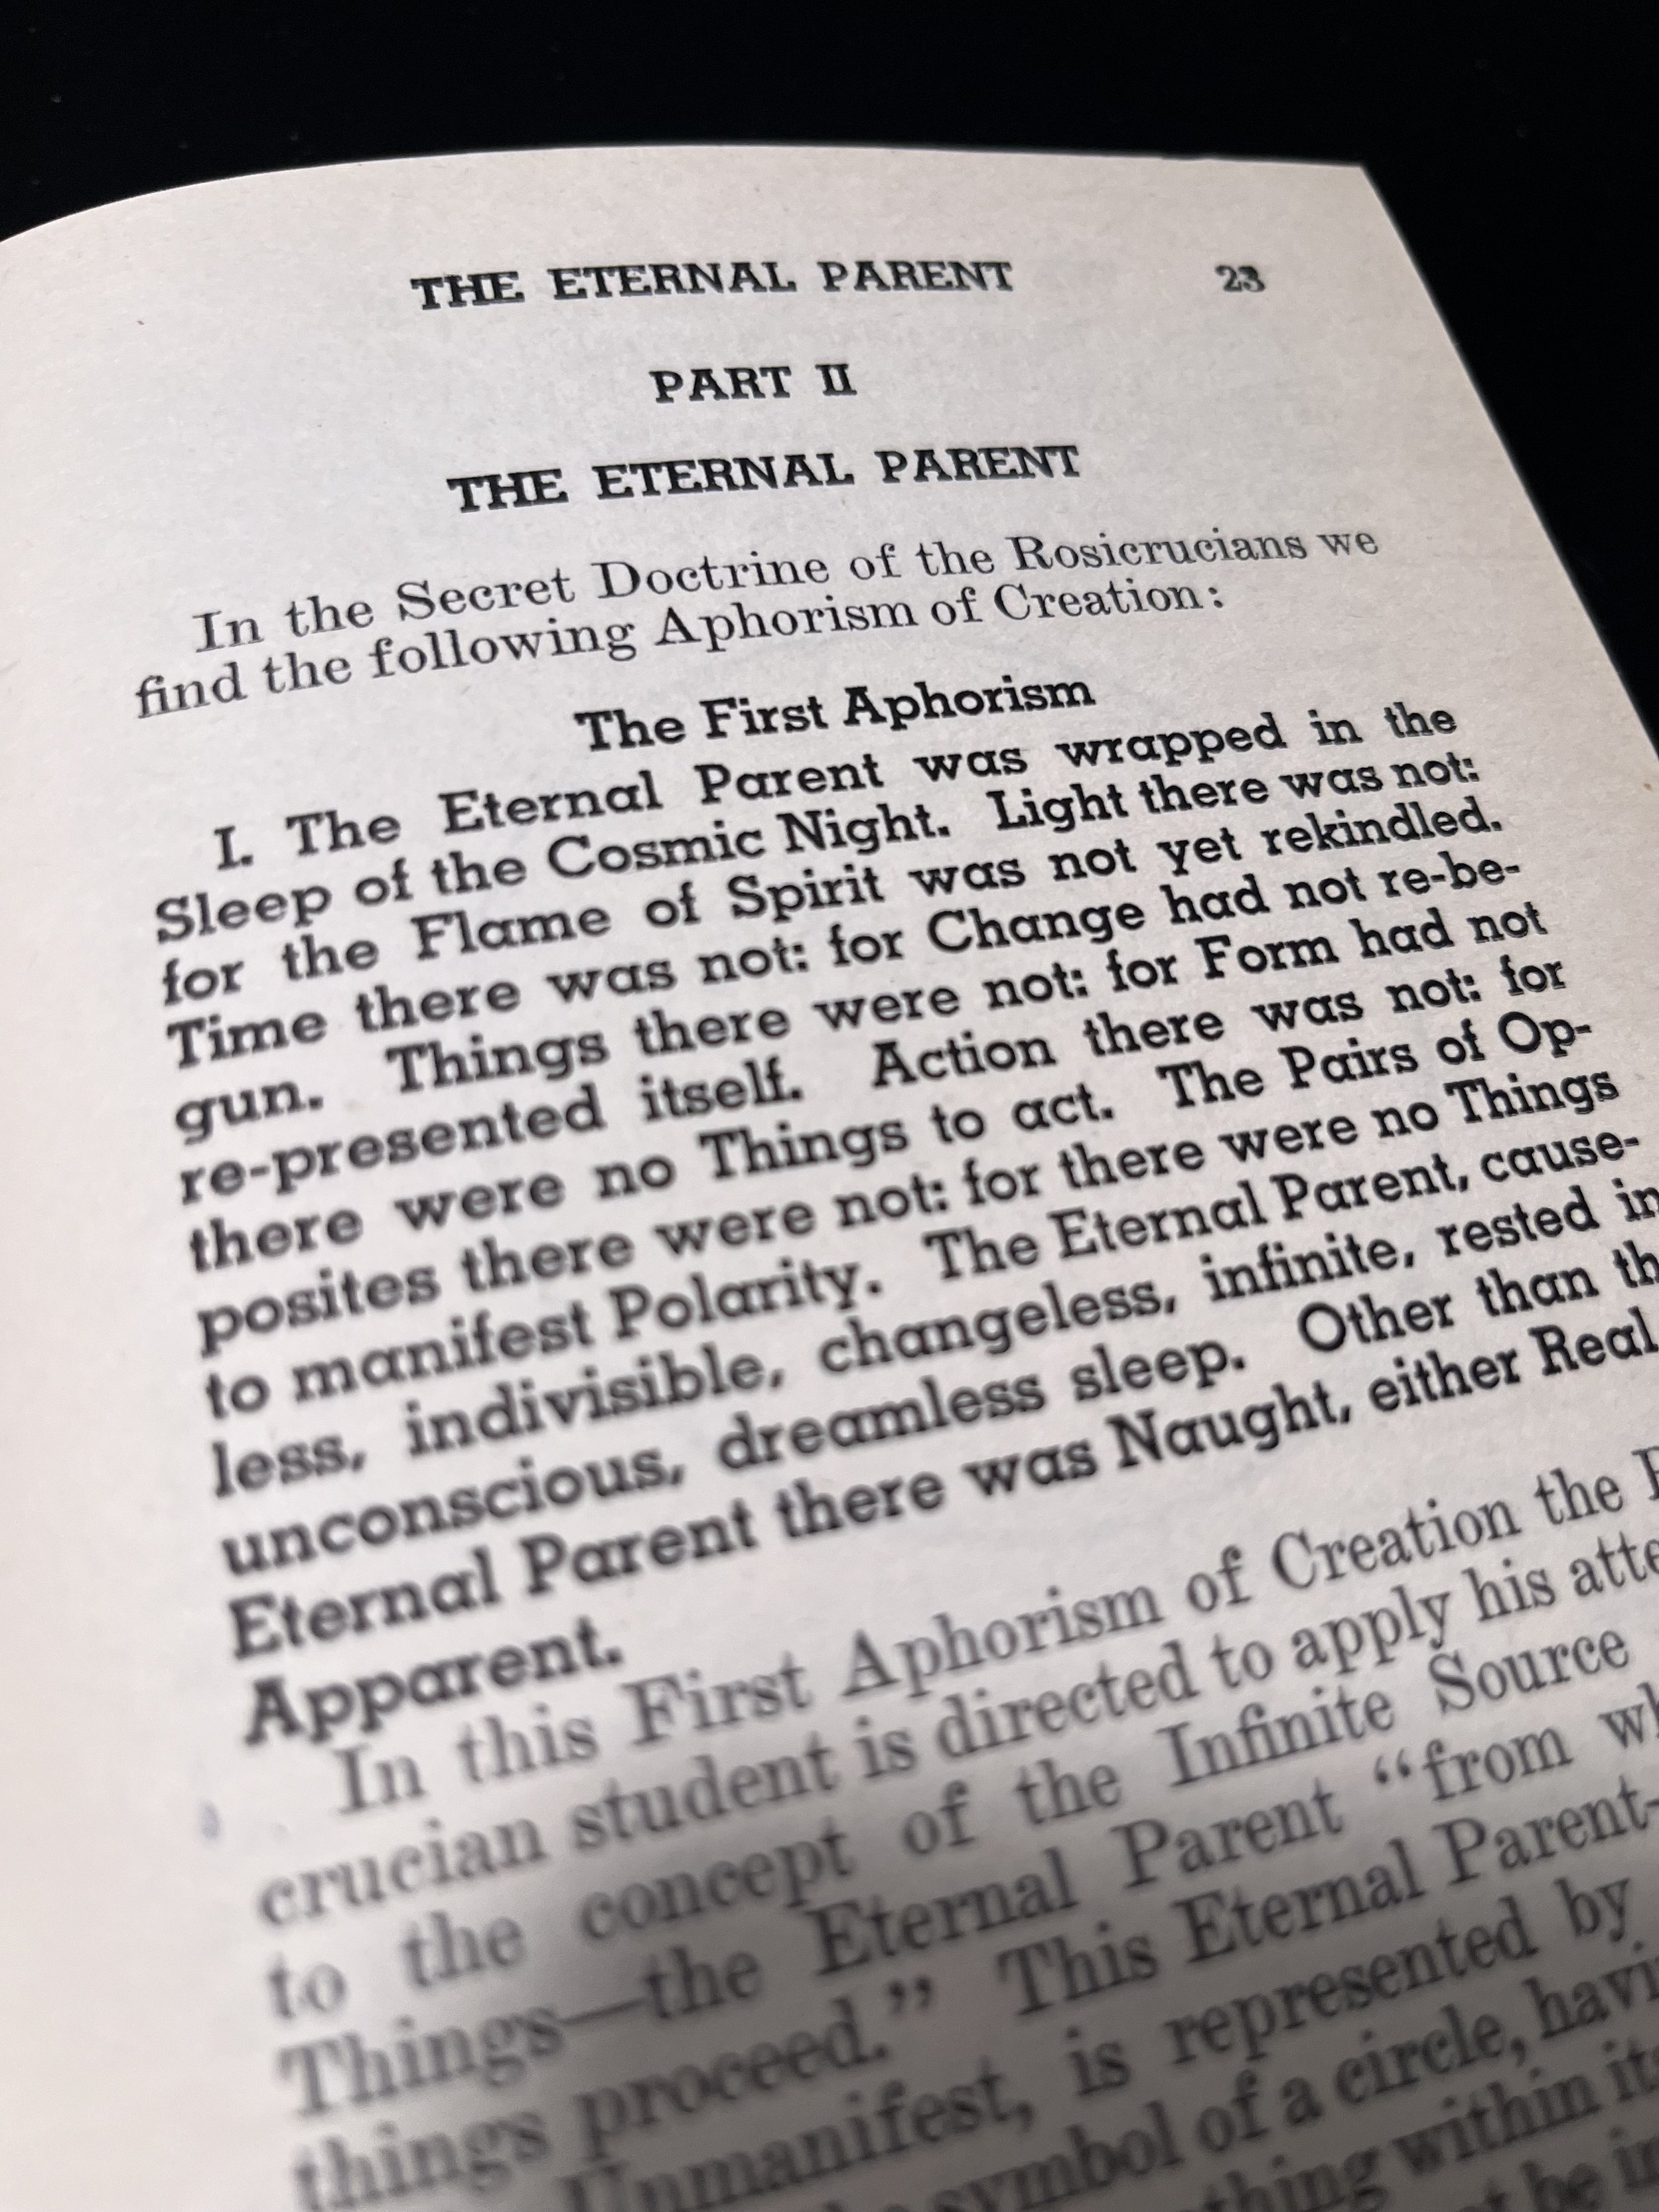 THE ETERNAL PARENT 23
PART II
THE ETERNAL PARENT
In the Secret Doctrine of the Rosicrucians we
find the following Aphorism of Creation:
The First Aphorism
I. The Eternal Parent was wrapped in the
Sleep of the Cosmic Night. Light there was not:
for the Flame of Spirit was not yet rekindled.
Time there was not: for Change had not re-be-
gun. Things there were not: for Form had not
re-presented itself. Action there was not: for
there were no Things to act. The Pairs of Op-
posites there were not: for there were no Things
to manifest Polarity. The Eternal Parent, cause-
less, indivisible, changeless, infinite, rested in
unconscious, dreamless sleep. Other than
Eternal Parent there was Naught, either Real
Apparent.
In this First Aphorism of Creation the
crucian student is directed to apply his
to the concept of the Infinite Source
Things—the Eternal Parent “from
things proceed.” This Eternal Parent—
Unmanifest, is represented by
symbol of a circle,
within
be